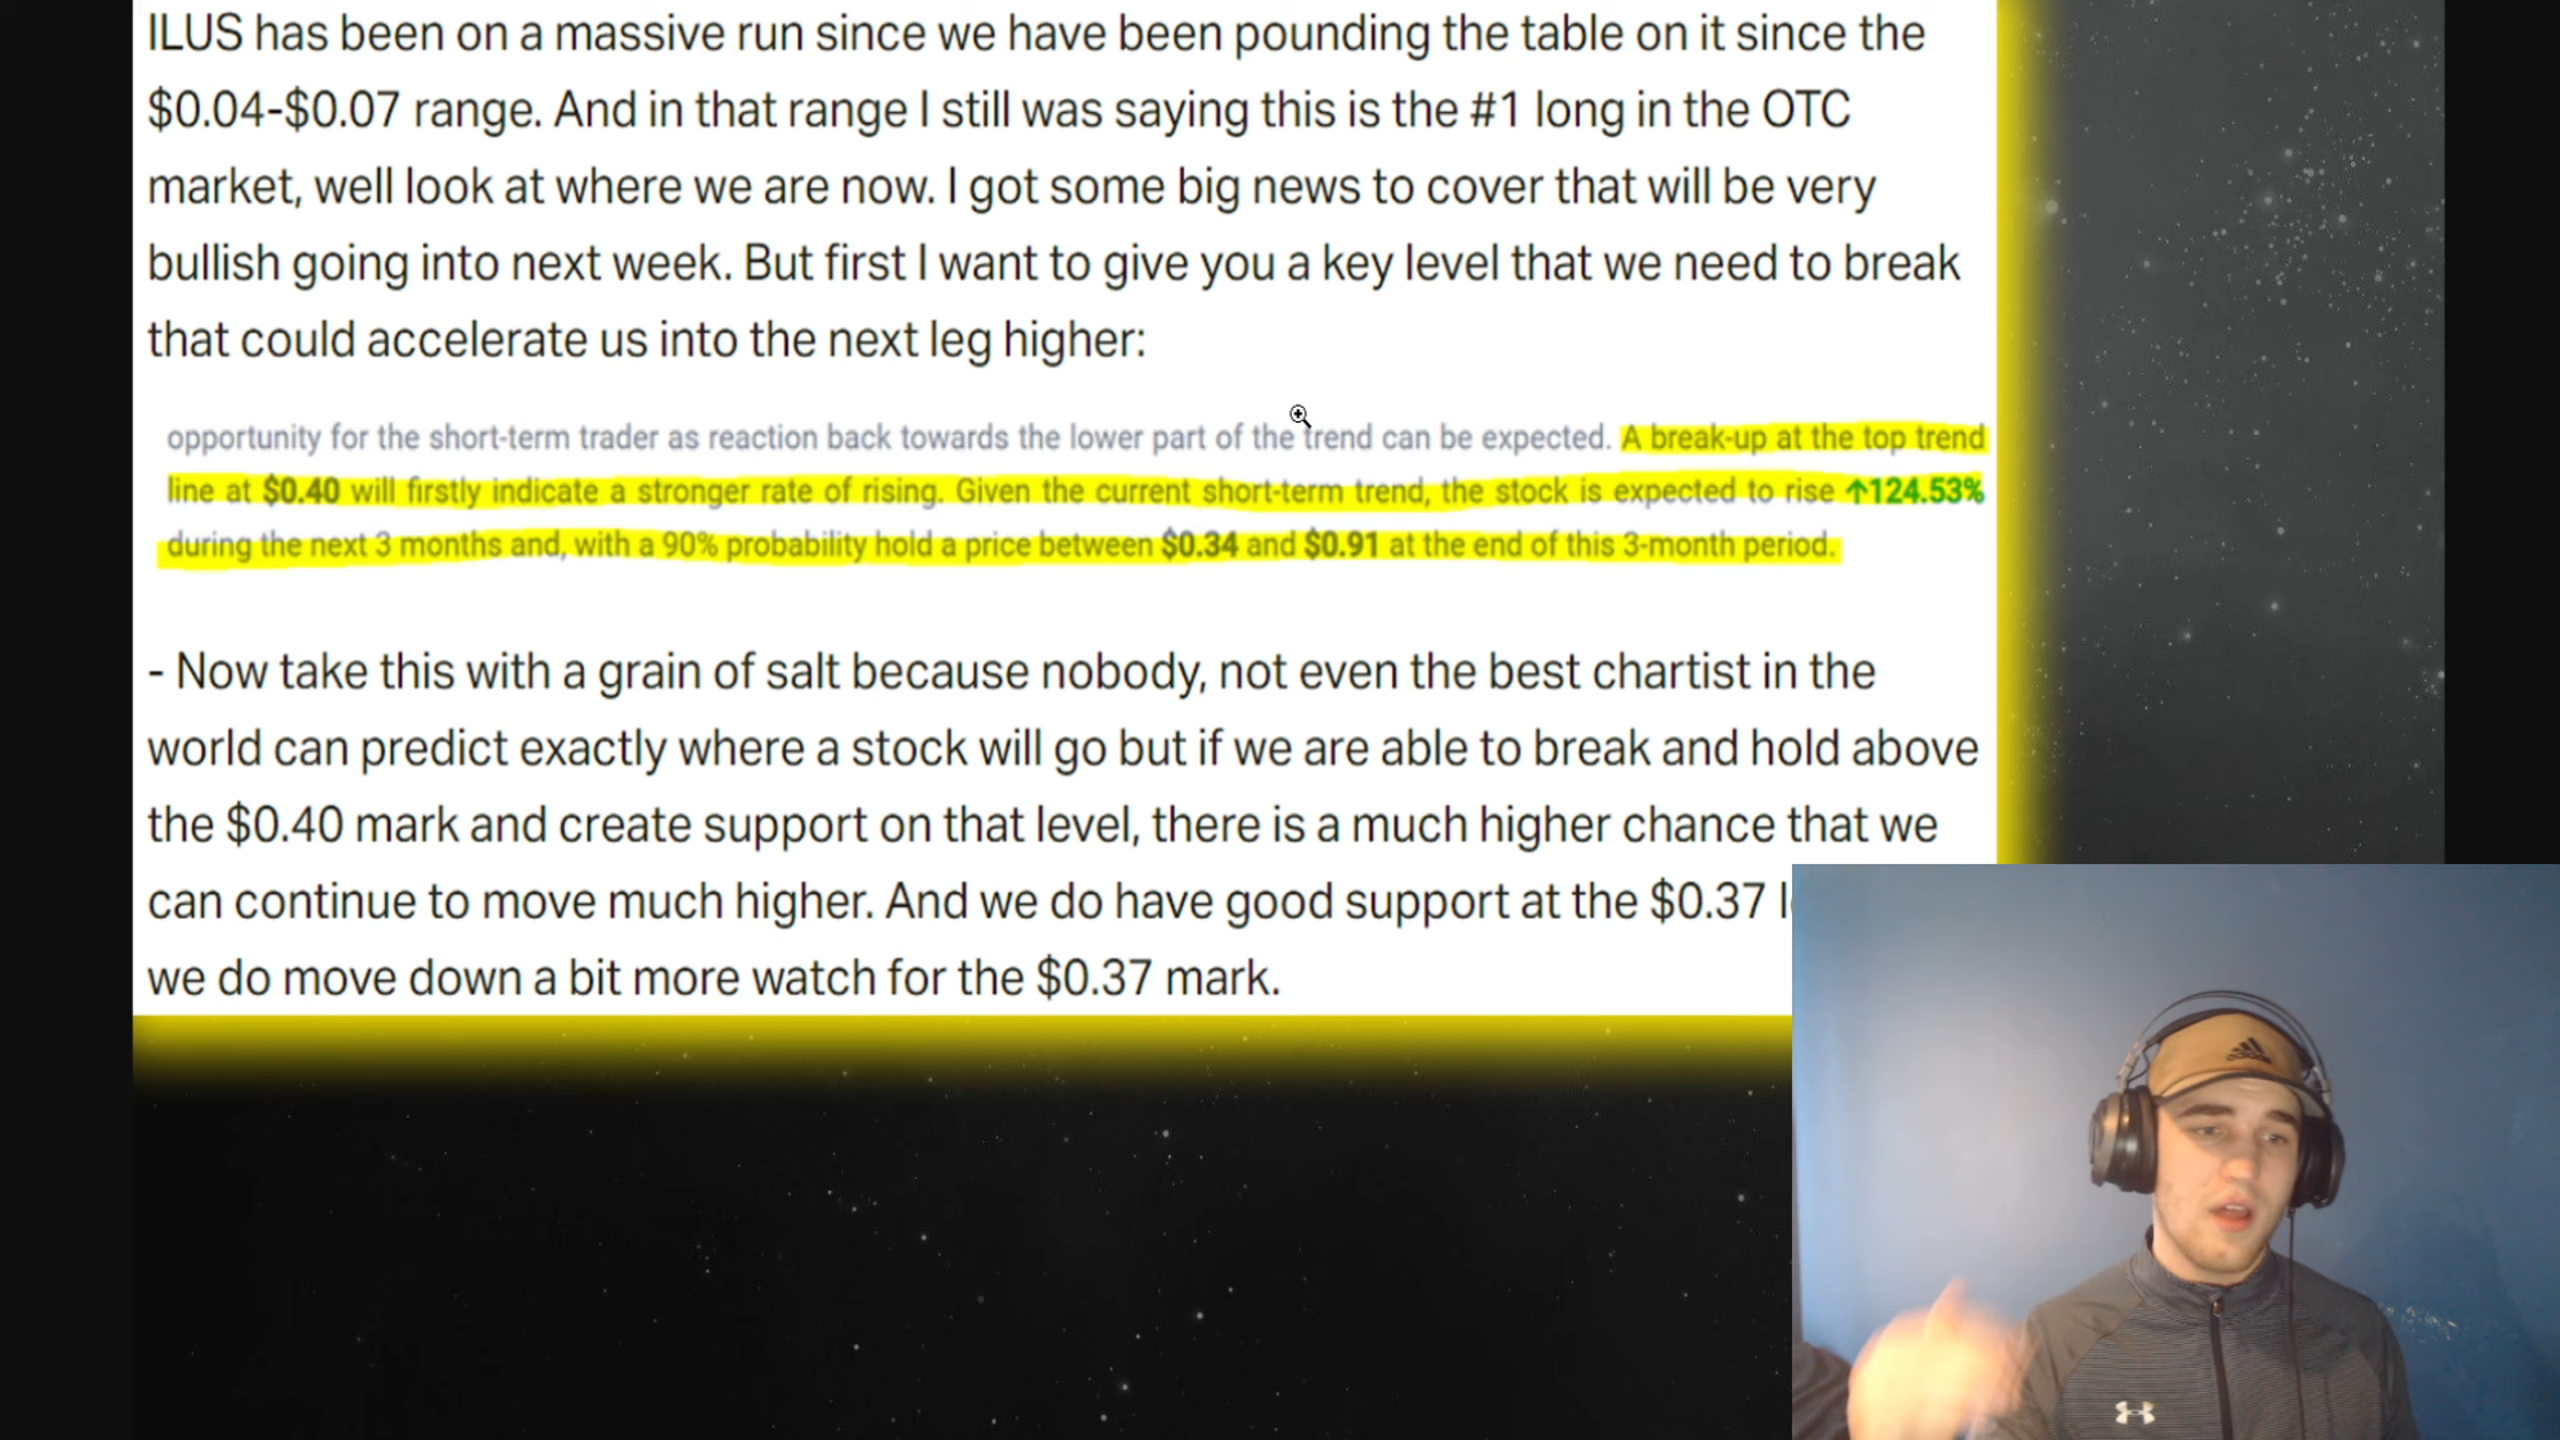 ILUS has been on a massive run since we have been pounding the table on it since the
$0.04-$0.07 range. And in that range I still was saying this is the #1 long in the OTC
market, well look at where we are now. I got some big news to cover that will be very
bullish going into next week. But first I want to give you a key level that we need to break
that could accelerate us into the next leg higher:
opportunity for the short-term trader as reaction back towards the lower part of the trend can be expected. A break-up at the top trend
line at $0.40 will firstly indicate a stronger rate of rising. Given the current short-term trend, the stock is expected to rise ↑124.53%
during the next 3 months and, with a 90% probability hold a price between $0.34 and $0.91 at the end of this 3-month period.
- Now take this with a grain of salt because nobody, not even the best chartist in the
world can predict exactly where a stock will go but if we are able to break and hold above
the $0.40 mark and create support on that level, there is a much higher chance that we
can continue to move much higher. And we do have good support at the $0.37
we do move down a bit more watch for the $0.37 mark.